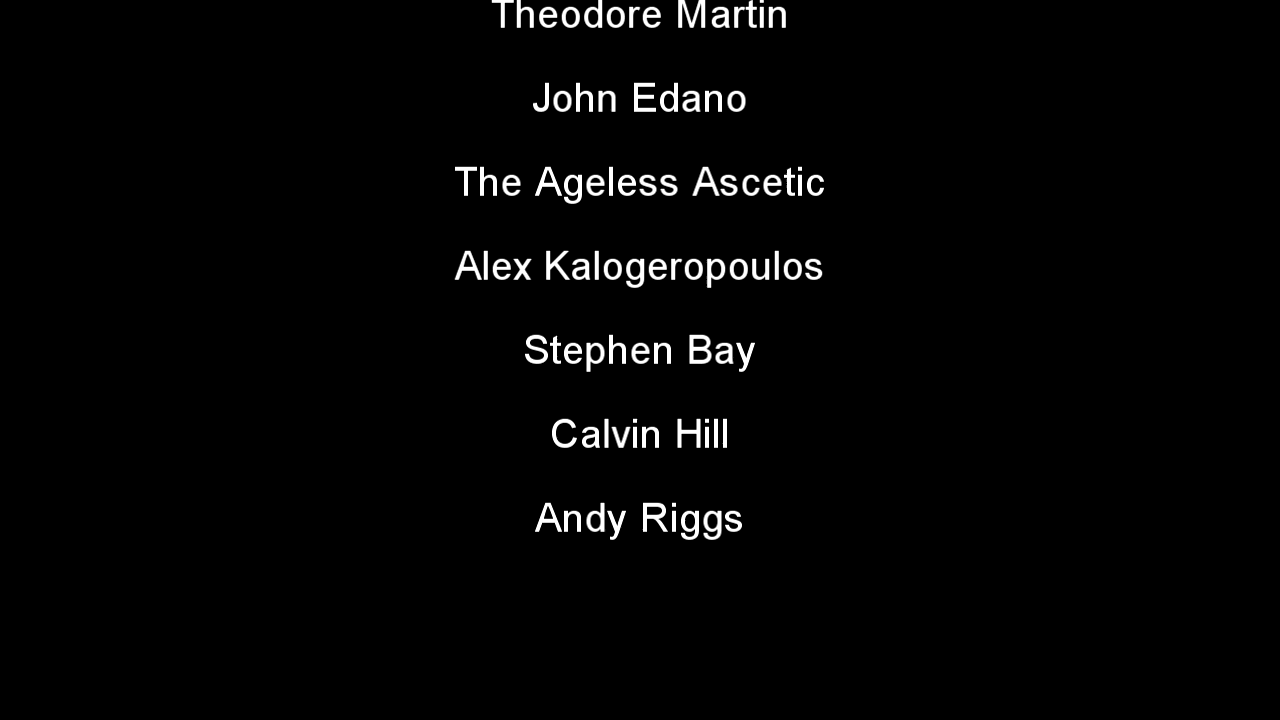 Theodore Martin
John Edano
The Ageless Ascetic
Alex Kalogeropoulos
Stephen Bay
Calvin Hill
Andy Riggs